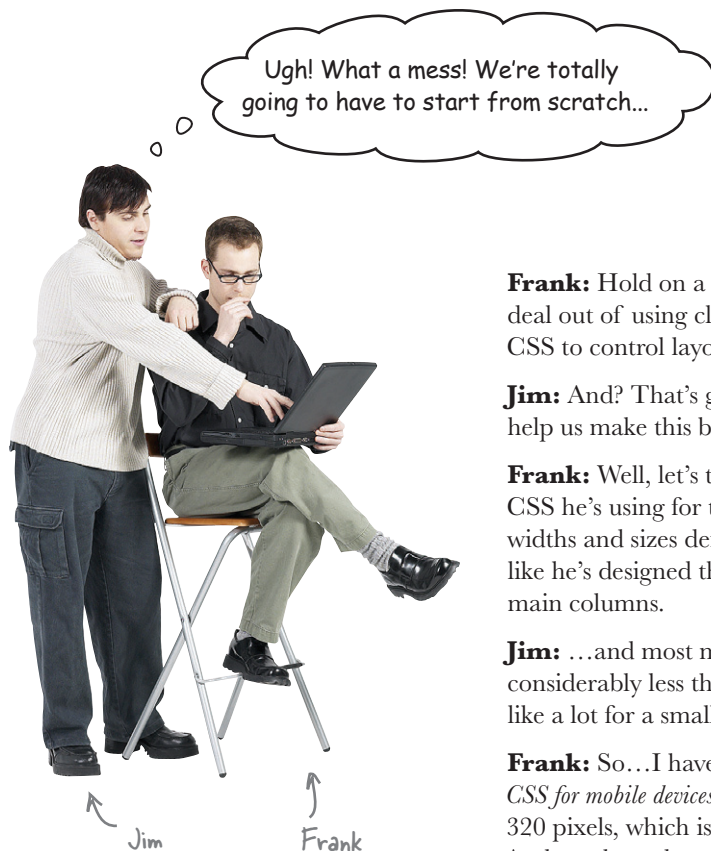 Ugh! What a mess! We're totally
going to have to start from scratch...
Frank: Hold on a
deal out of using cl
CSS to control layo
Jim: And? That's g
help us make this b
Frank: Well, let's t
CSS he's using for t
widths and sizes de
like he's designed th
main columns.
Jim: …and most n
considerably less th
like a lot for a smal
Frank: So…I have
CSS for mobile devices
320 pixels, which is
Jim
Frank